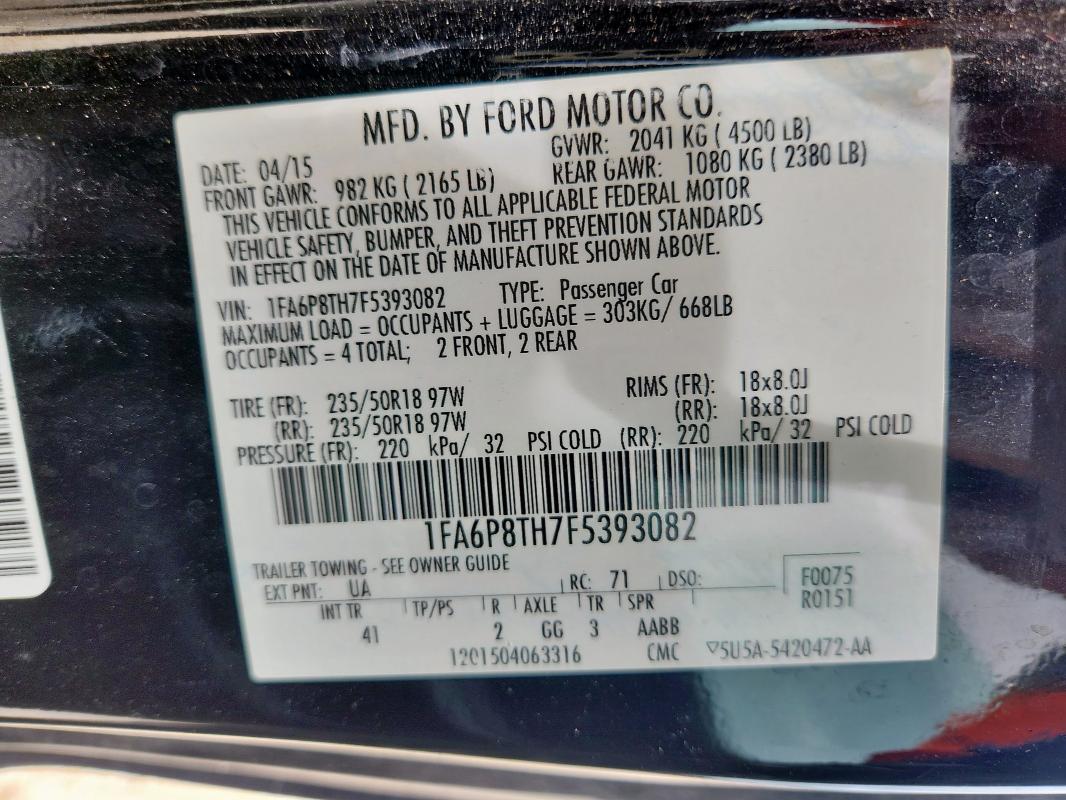 MFD. BY FORD MOTOR CO.
DATE: 04/15 GVWR: 2041 KG ( 4500 LB)
FRONT GAWR: 982 KG ( 2165 LB) REAR GAWR: 1080 KG ( 2380 LB)
THIS VEHICLE CONFORMS TO ALL APPLICABLE FEDERAL MOTOR
VEHICLE SAFETY, BUMPER, AND THEFT PREVENTION STANDARDS
IN EFFECT ON THE DATE OF MANUFACTURE SHOWN ABOVE.
VIN: 1FA6P8TH7F5393082 TYPE: Passenger Car
MAXIMUM LOAD = OCCUPANTS + LUGGAGE = 303KG/ 668LB
OCCUPANTS = 4 TOTAL; 2 FRONT, 2 REAR
TIRE (FR): 235/50R18 97W RIMS (FR): 18x8.0J
(RR): 235/50R18 97W (RR): 18x8.0J
PRESSURE (FR): 220 kPa/ 32 PSI COLD (RR): 220 kPa/ 32 PSI COLD
1FA6P8TH7F5393082
TRAILER TOWING - SEE OWNER GUIDE
EXT PNT: UA RC: 71 DSO: F0075
R0151
INT TR TP/PS R AXLE TR SPR
41 2 GG 3 AABB
1201504063316 CMC ▽5U5A-5420472-AA